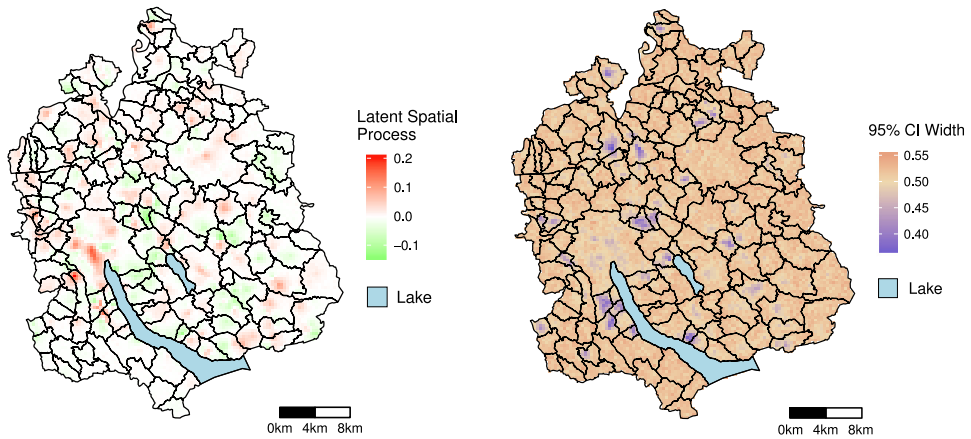 Latent Spatial
Process
0.2
0.1
0.0
−0.1
Lake
0km 4km 8km
95% CI Width
0.55
0.50
0.45
0.40
Lake
0km 4km 8km